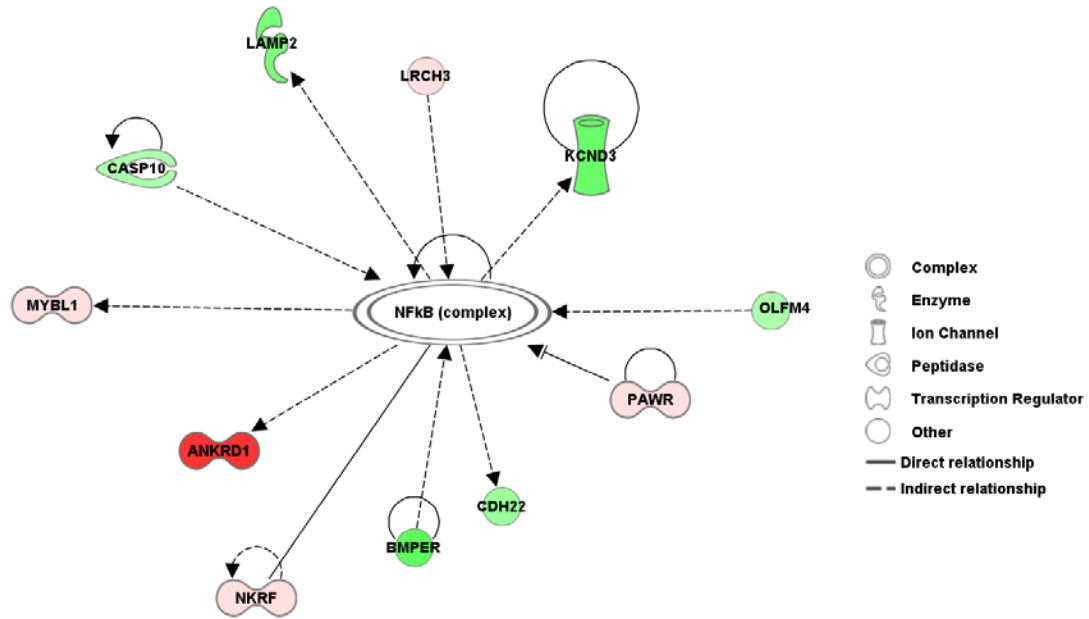 LAMP2
LRCH3
KCND3
CASP10
MYBL1
NFkB (complex)
OLFM4
PAWR
ANKRD1
CDH22
BMPER
NKRF
Complex
Enzyme
Ion Channel
Peptidase
Transcription Regulator
Other
Direct relationship
Indirect relationship